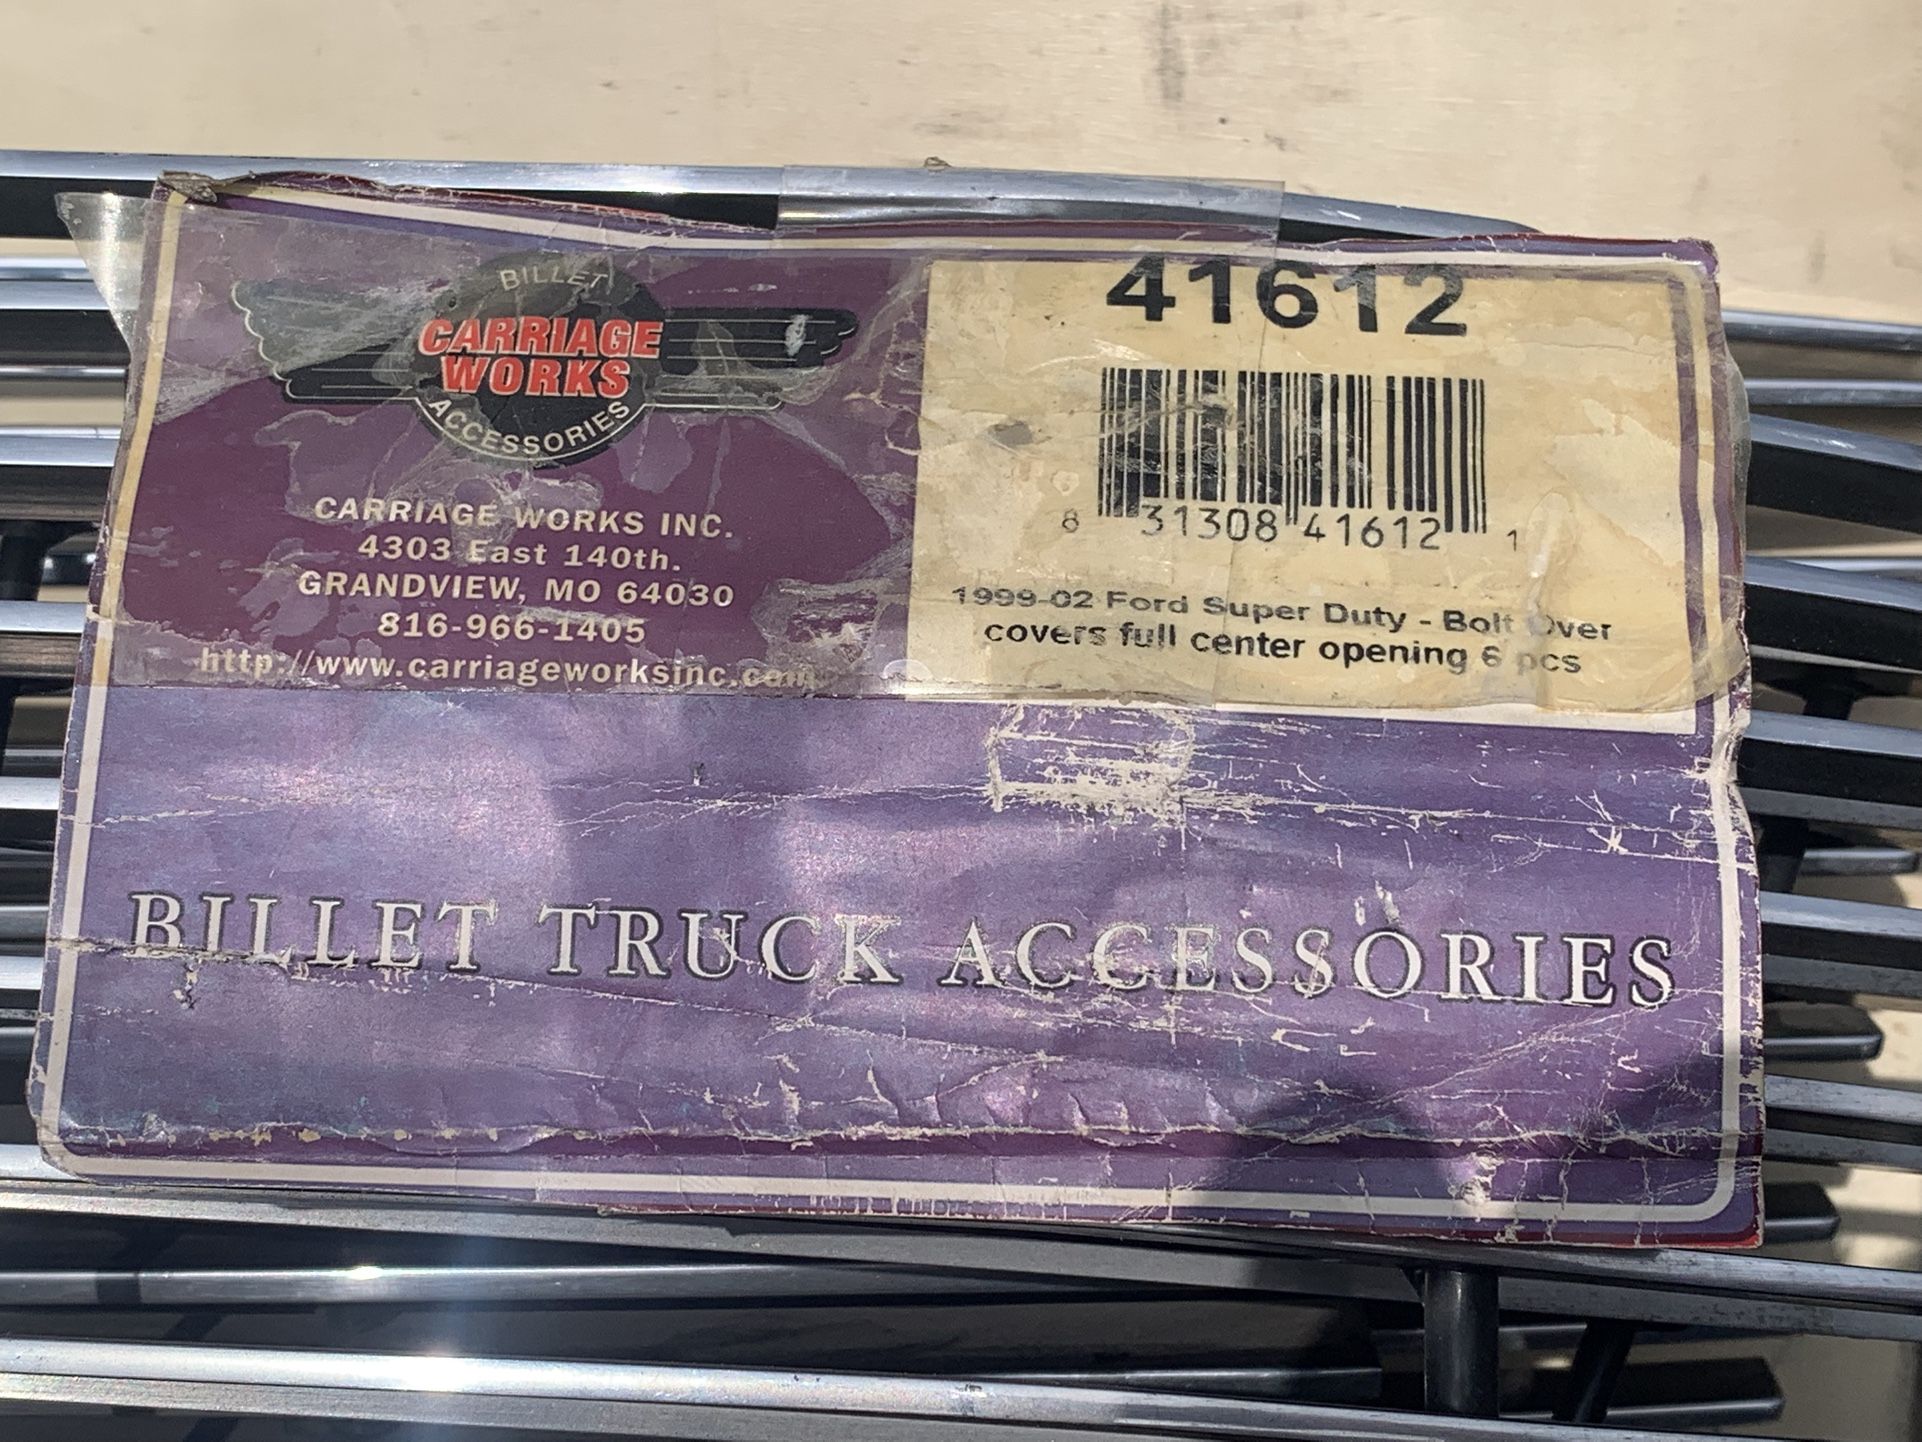 BILLET
CARRIAGE
WORKS
ACCESSORIES
CARRIAGE WORKS INC.
4303 East 140th.
GRANDVIEW, MO 64030
816-966-1405
http://www.carriageworksinc.com
41612
8 31308 41612 1
1999-02 Ford Super Duty - Bolt Over
covers full center opening 6 pcs
BILLET TRUCK ACCESSORIES